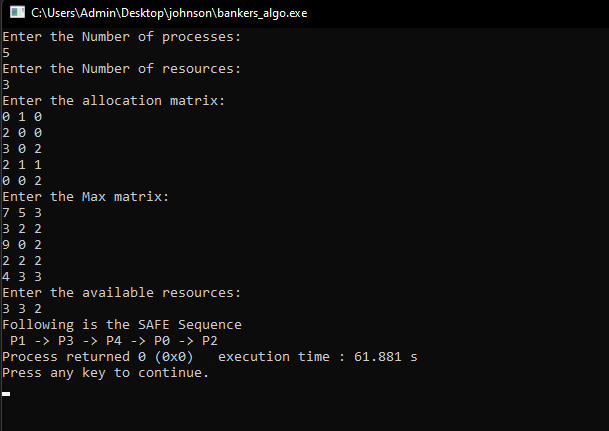 C:\Users\Admin\Desktop\johnson\bankers_algo.exe
Enter the Number of processes:
5
Enter the Number of resources:
3
Enter the allocation matrix:
0 1 0
2 0 0
3 0 2
2 1 1
0 0 2
Enter the Max matrix:
7 5 3
3 2 2
9 0 2
2 2 2
4 3 3
Enter the available resources:
3 3 2
Following is the SAFE Sequence
 P1 -> P3 -> P4 -> P0 -> P2
Process returned 0 (0x0)   execution time : 61.881 s
Press any key to continue.